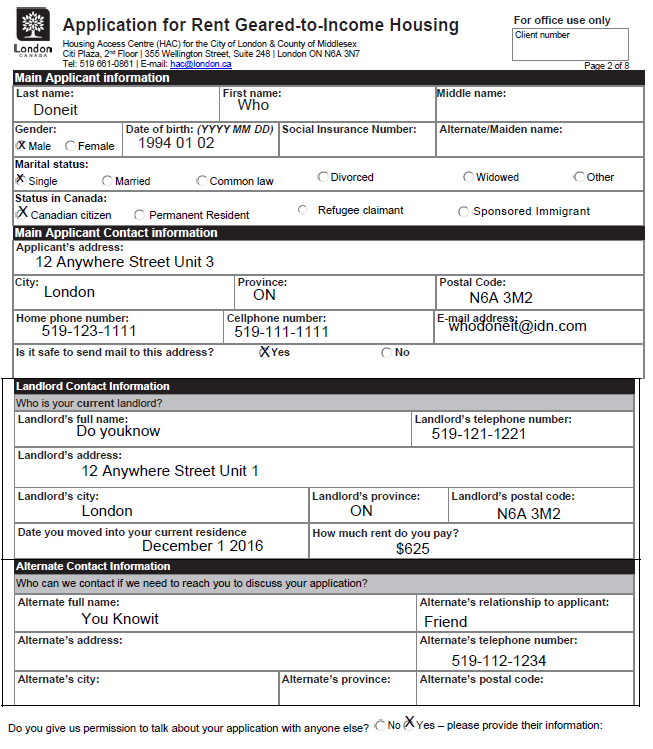 London
CANADA
Application for Rent Geared-to-Income Housing
Housing Access Centre (HAC) for the City of London & County of Middlesex
Citi Plaza, 2nd Floor | 355 Wellington Street, Suite 248 | London ON N6A 3N7
Tel: 519 661-0861 | E-mail: hac@london.ca
For office use only
Client number
Page 2 of 8
Main Applicant information
Last name: First name: Middle name:
Doneit Who
Gender: Date of birth: (YYYY MM DD) Social Insurance Number: Alternate/Maiden name:
X Male Female 1994 01 02
Marital status:
X Single Married Common law Divorced Widowed Other
Status in Canada:
X Canadian citizen Permanent Resident Refugee claimant Sponsored Immigrant
Main Applicant Contact information
Applicant's address:
12 Anywhere Street Unit 3
City: Province: Postal Code:
London ON N6A 3M2
Home phone number: Cellphone number: E-mail address:
519-123-1111 519-111-1111 whodoneit@idn.com
Is it safe to send mail to this address? X Yes No
Landlord Contact Information
Who is your current landlord?
Landlord's full name: Landlord's telephone number:
Do youknow 519-121-1221
Landlord's address:
12 Anywhere Street Unit 1
Landlord's city: Landlord's province: Landlord's postal code:
London ON N6A 3M2
Date you moved into your current residence How much rent do you pay?
December 1 2016 $625
Alternate Contact Information
Who can we contact if we need to reach you to discuss your application?
Alternate full name: Alternate's relationship to applicant:
You Knowit Friend
Alternate's address: Alternate's telephone number:
519-112-1234
Alternate's city: Alternate's province: Alternate's postal code:
Do you give us permission to talk about your application with anyone else? No X Yes – please provide their information: